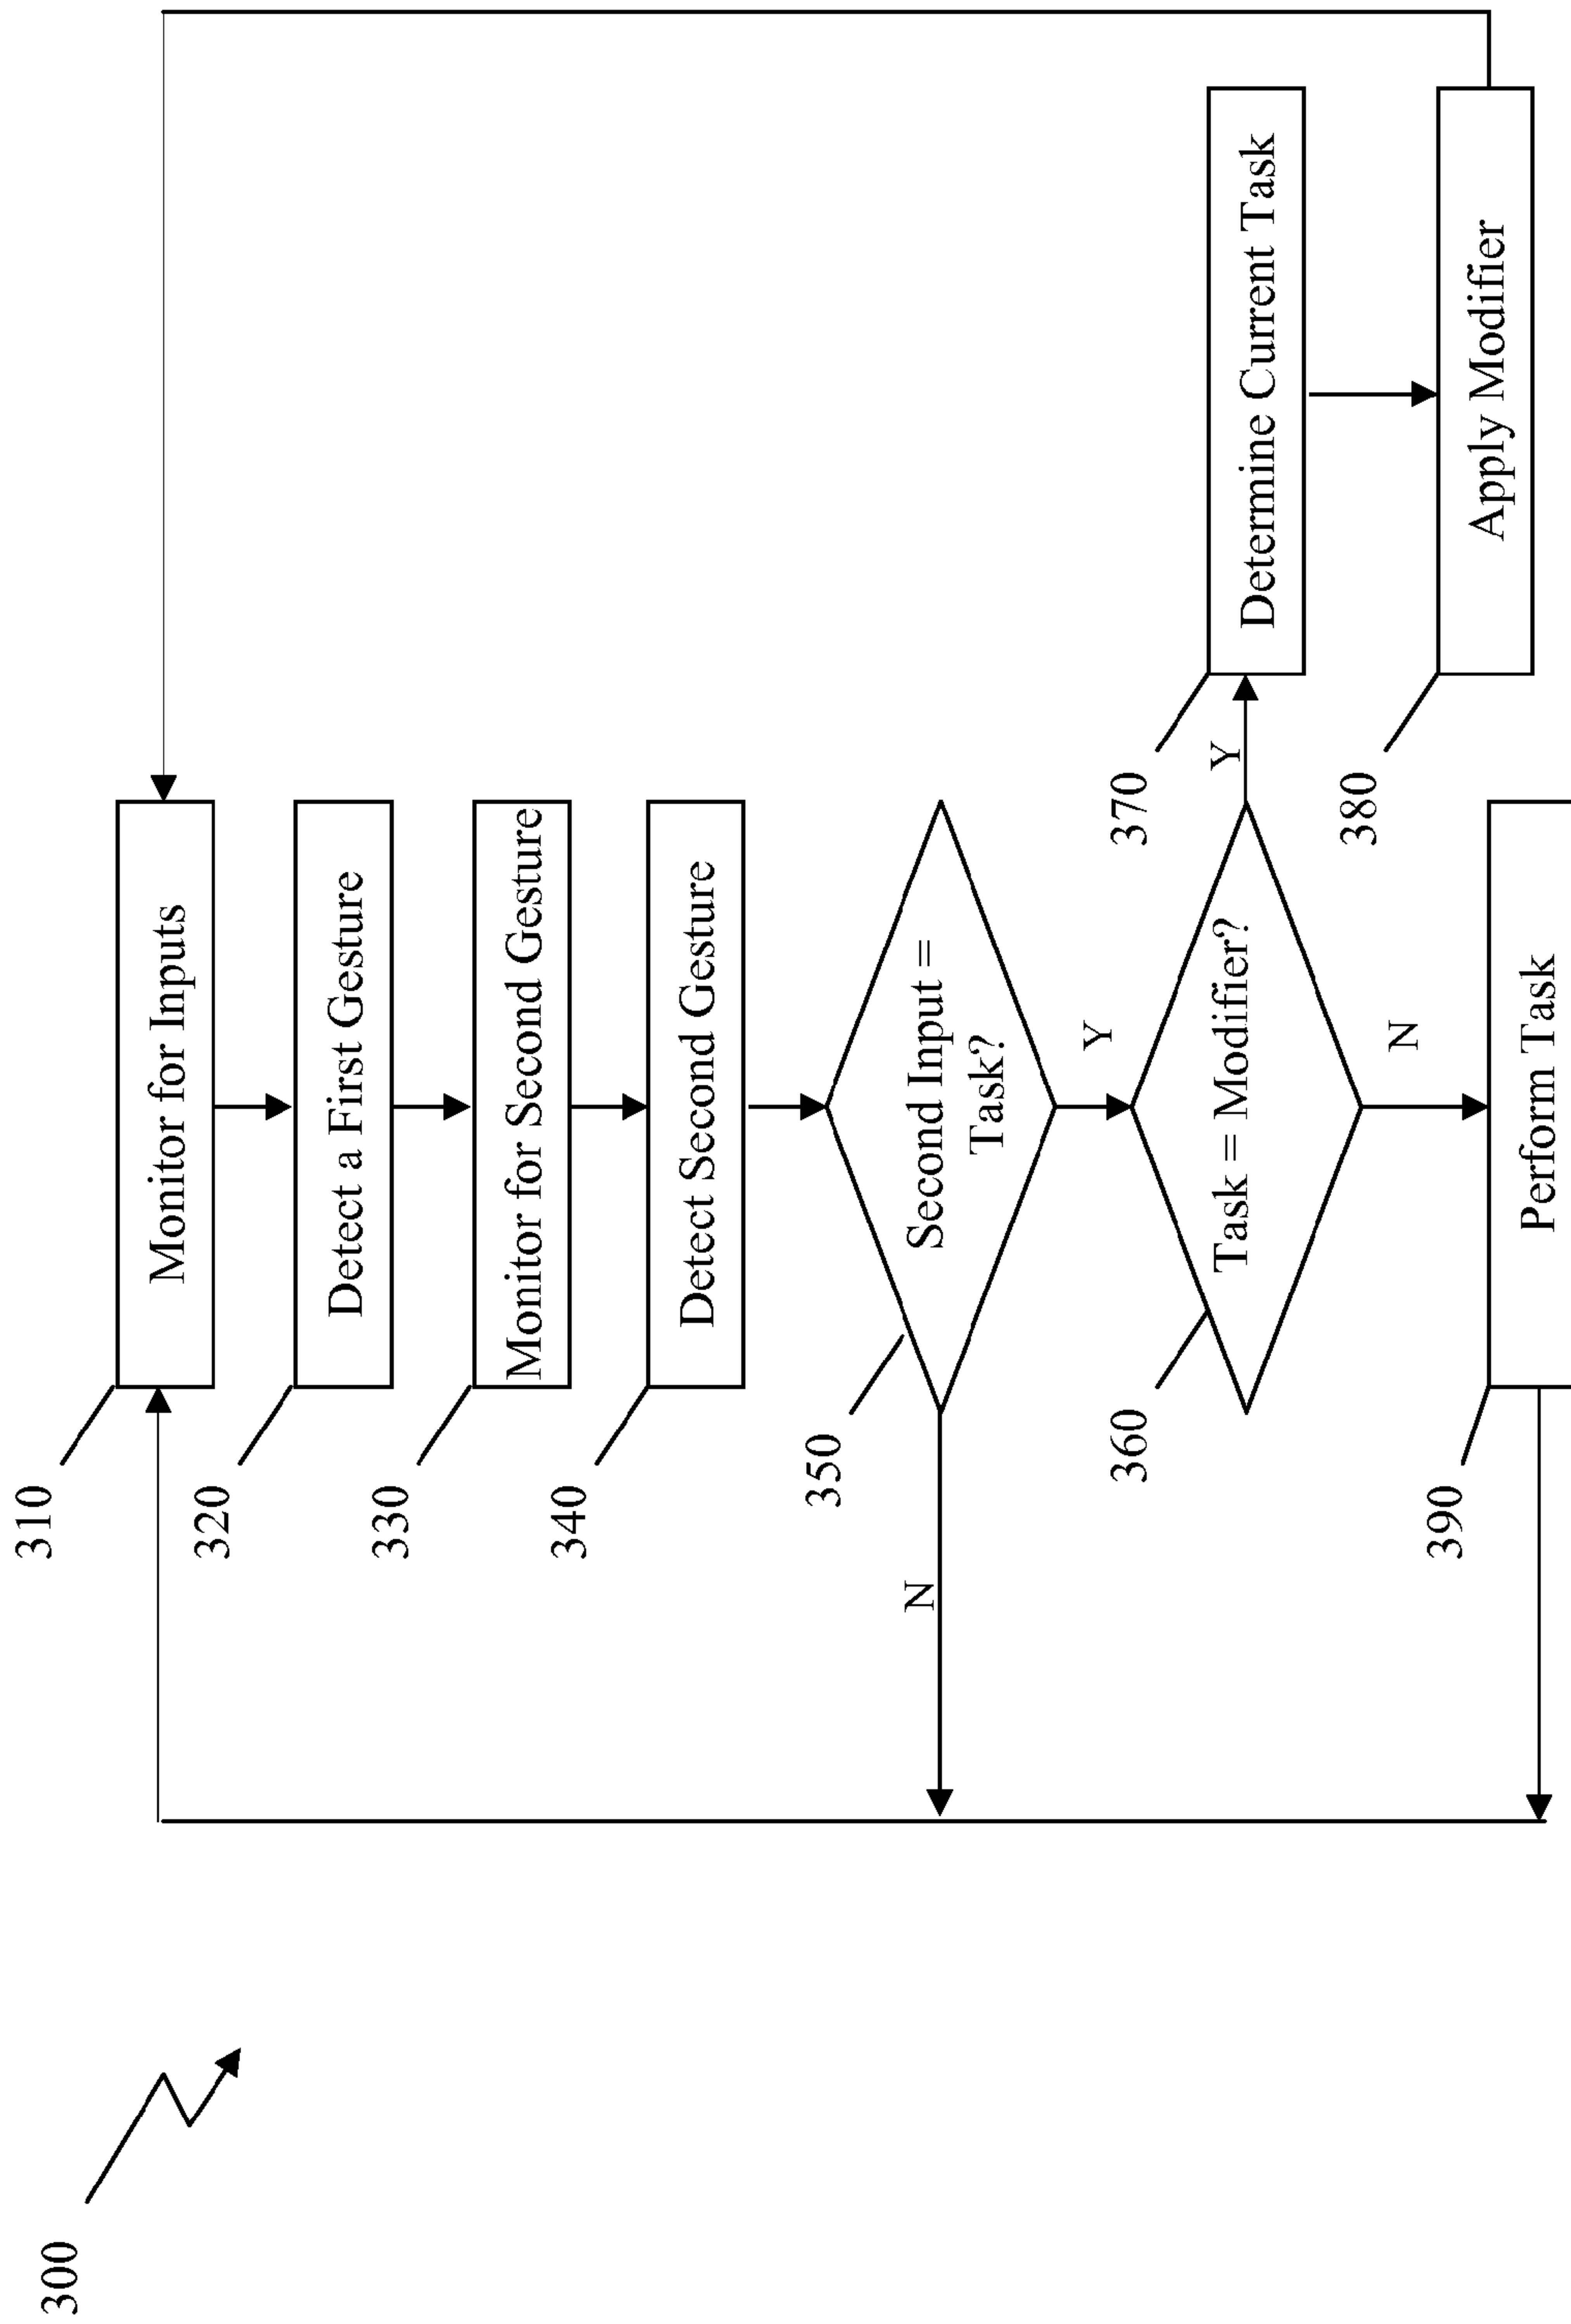 300
310
Monitor for Inputs
320
Detect a First Gesture
330
Monitor for Second Gesture
340
Detect Second Gesture
350
Second Input =
Task?
N
Y
360
Task = Modifier?
Y
370
Determine Current Task
380
Apply Modifier
N
390
Perform Task